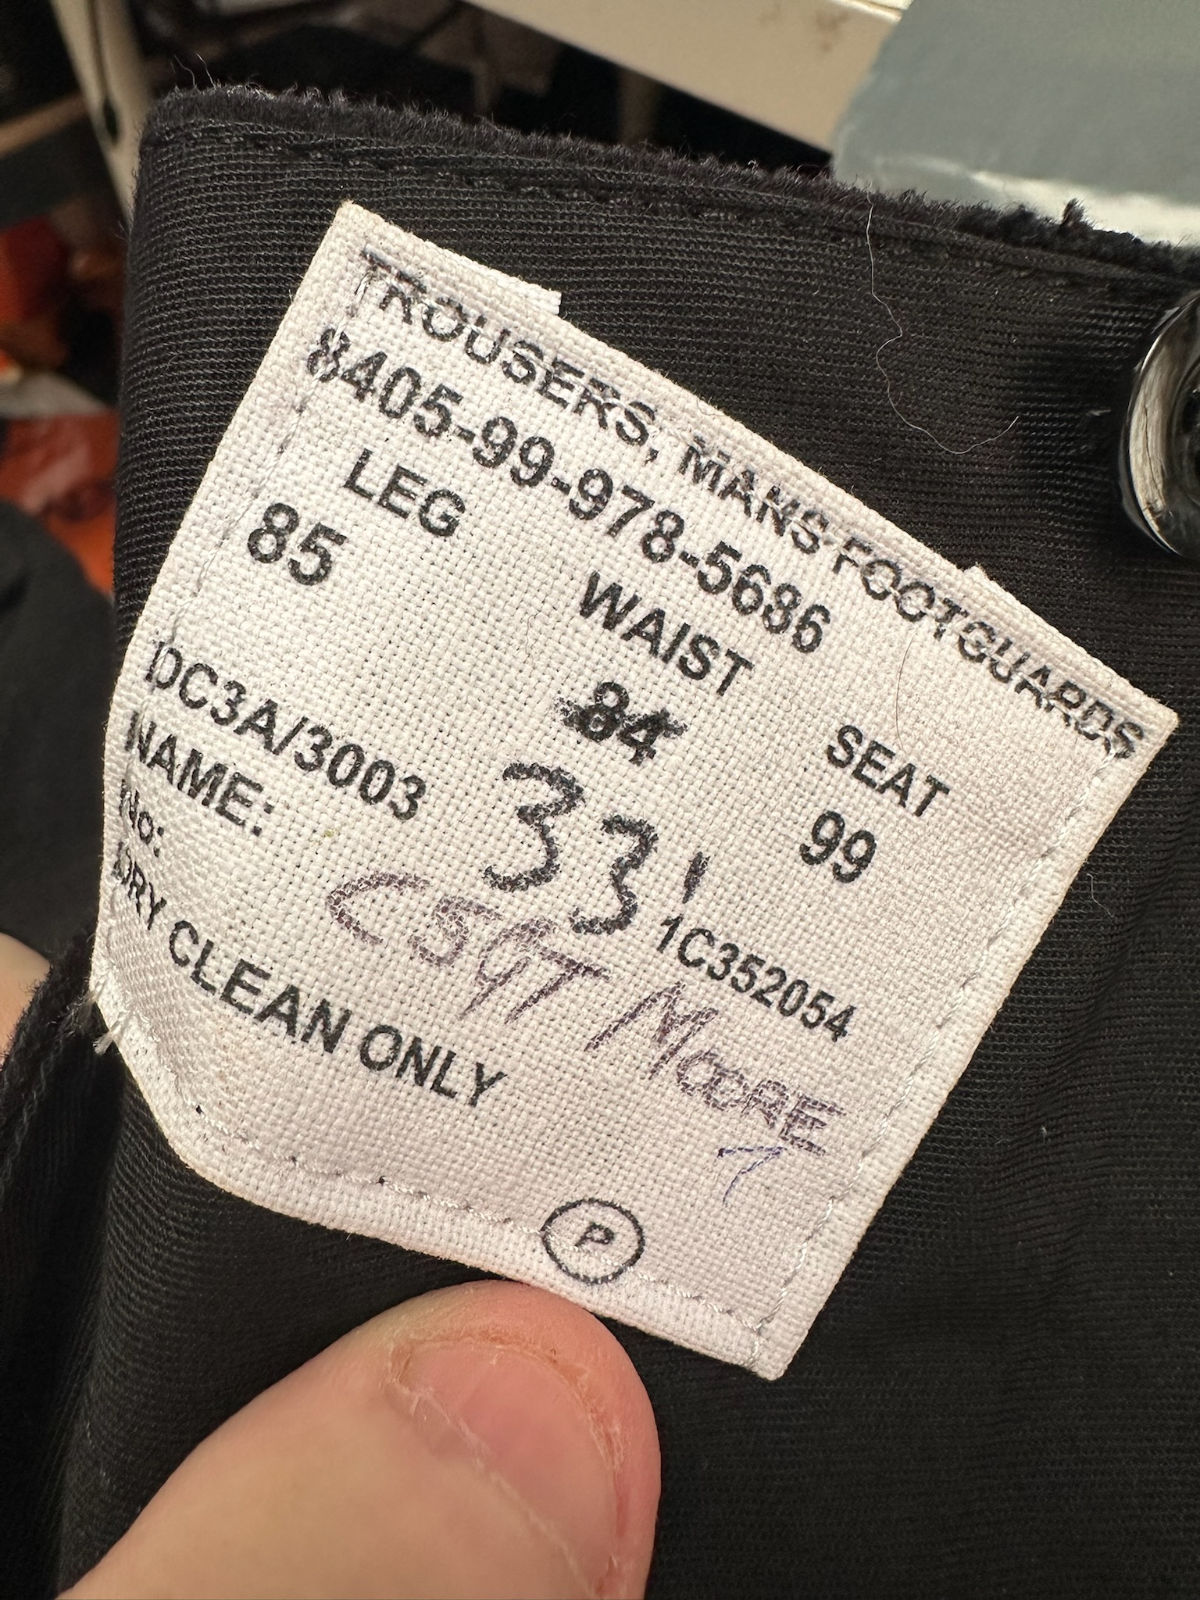 TROUSERS, MANS FOOTGUARDS
8405-99-978-5686
LEG WAIST SEAT
85 84 99
33'
DC3A/3003 1C352054
NAME: CSGT MOORE
No:
DRY CLEAN ONLY
P